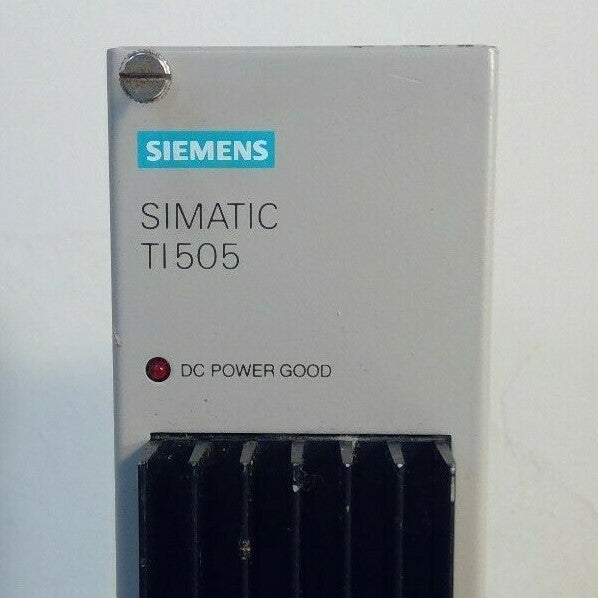 SIEMENS
SIMATIC
TI505
DC POWER GOOD